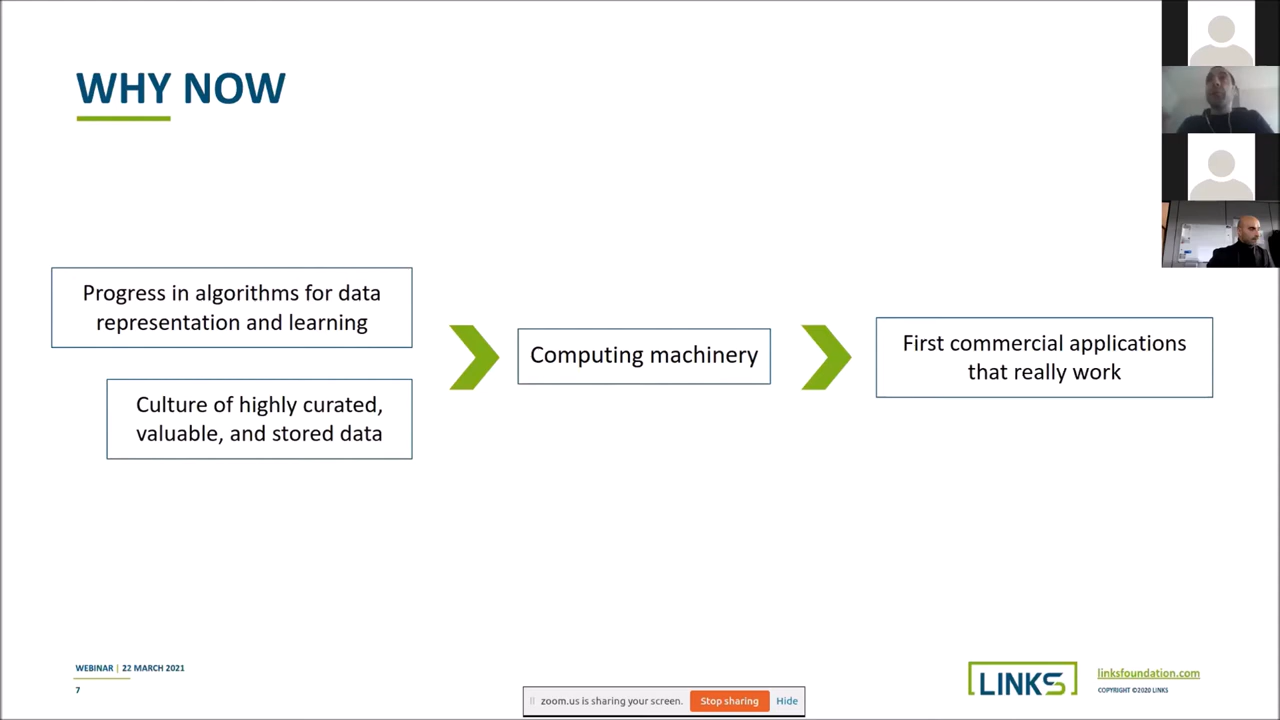 WHY NOW
Progress in algorithms for data
representation and learning
Culture of highly curated,
valuable, and stored data
Computing machinery
First commercial applications
that really work
WEBINAR | 22 MARCH 2021
7
zoom.us is sharing your screen.
Stop sharing
Hide
LINKS
linksfoundation.com
COPYRIGHT ©2020 LINKS